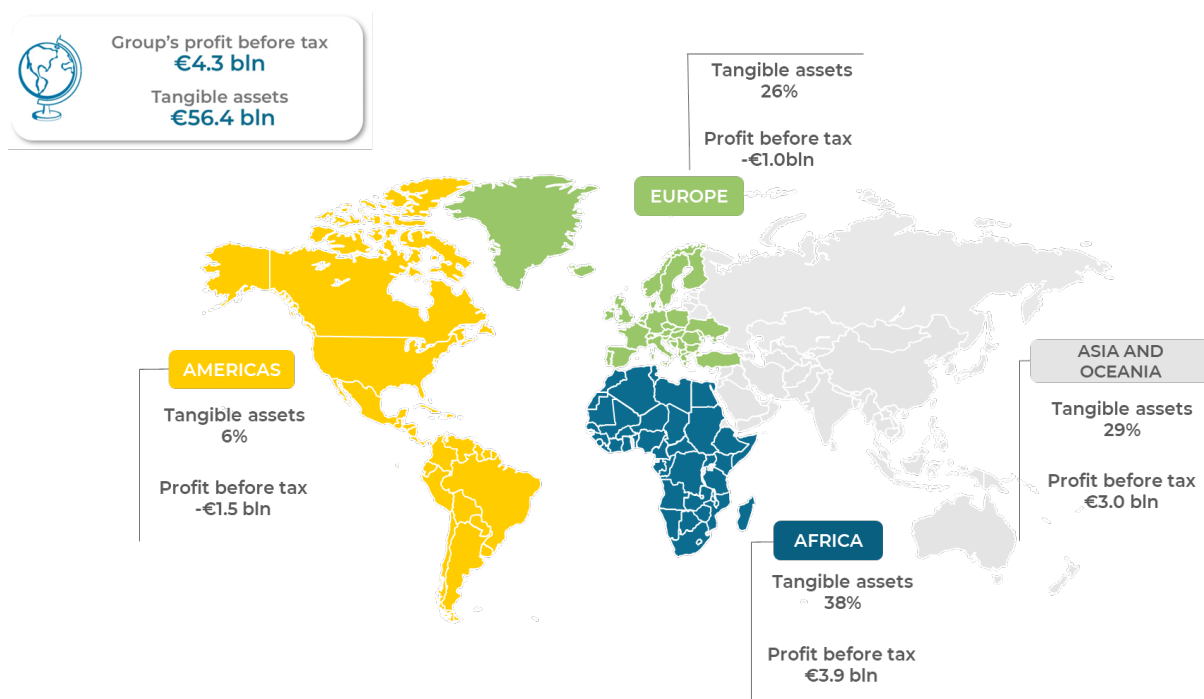 Group’s profit before tax
€4.3 bln
Tangible assets
€56.4 bln
Tangible assets
26%
Profit before tax
-€1.0bln
EUROPE
AMERICAS
Tangible assets
6%
Profit before tax
-€1.5 bln
ASIA AND
OCEANIA
Tangible assets
29%
Profit before tax
€3.0 bln
AFRICA
Tangible assets
38%
Profit before tax
€3.9 bln